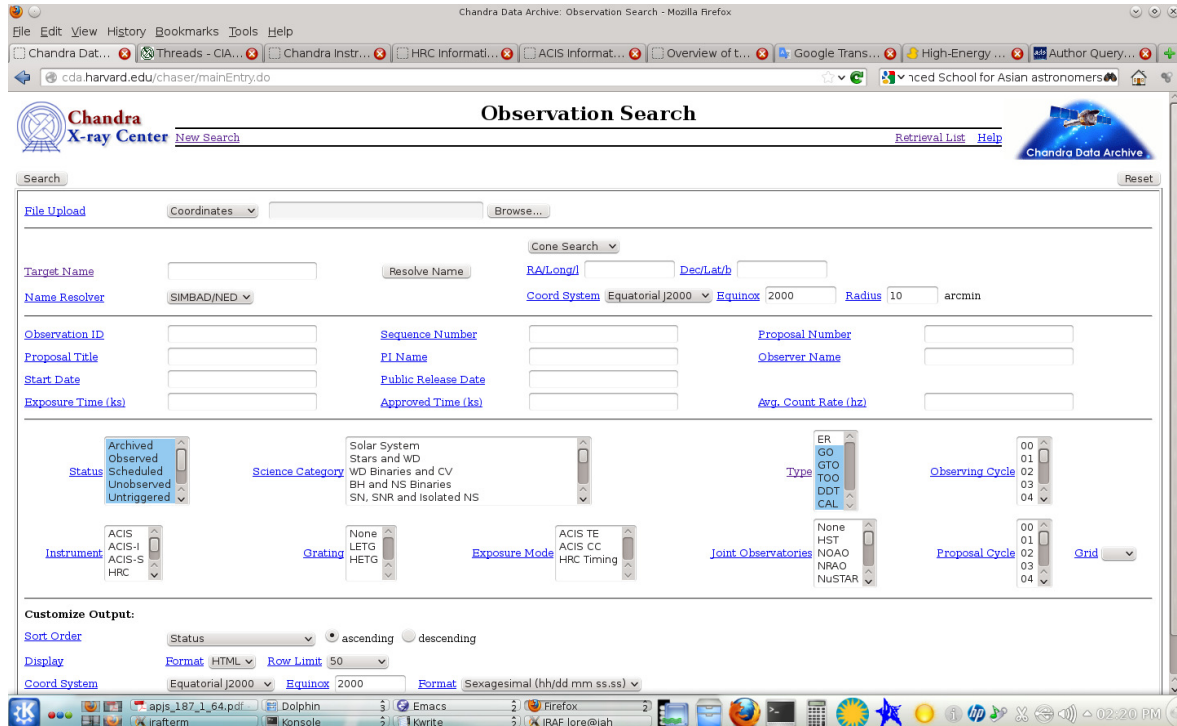 Chandra Data Archive: Observation Search - Mozilla Firefox
File Edit View History Bookmarks Tools Help
Chandra Dat... Threads - CIA... Chandra Instr... HRC Informati... ACIS Informat... Overview of t... Google Trans... High-Energy ... Author Query...
cda.harvard.edu/chaser/mainEntry.do nced School for Asian astronomers
Chandra X-ray Center
Observation Search
New Search Retrieval List Help
Chandra Data Archive
Search Reset
File Upload Coordinates Browse...
Cone Search
Target Name Resolve Name RA/Long/l Dec/Lat/b
Name Resolver SIMBAD/NED Coord System Equatorial J2000 Equinox 2000 Radius 10 arcmin
Observation ID Sequence Number Proposal Number
Proposal Title PI Name Observer Name
Start Date Public Release Date
Exposure Time (ks) Approved Time (ks) Avg. Count Rate (hz)
Status
Archived
Observed
Scheduled
Unobserved
Untriggered
Science Category
Solar System
Stars and WD
WD Binaries and CV
BH and NS Binaries
SN, SNR and Isolated NS
Type
ER
GO
GTO
TOO
DDT
CAL
Observing Cycle
00
01
02
03
04
Instrument
ACIS
ACIS-I
ACIS-S
HRC
Grating
None
LETG
HETG
Exposure Mode
ACIS TE
ACIS CC
HRC Timing
Joint Observatories
None
HST
NOAO
NRAO
NuSTAR
Proposal Cycle
00
01
02
03
04
Grid
Customize Output:
Sort Order Status ascending descending
Display Format HTML Row Limit 50
Coord System Equatorial J2000 Equinox 2000 Format Sexagesimal (hh/dd mm ss.ss)
apjs_187_1_64.pdf Dolphin 3 Emacs 3 Firefox 2
xirafterm Konsole 2 Kwrite 2 IRAF lore@iah
02:20 PM